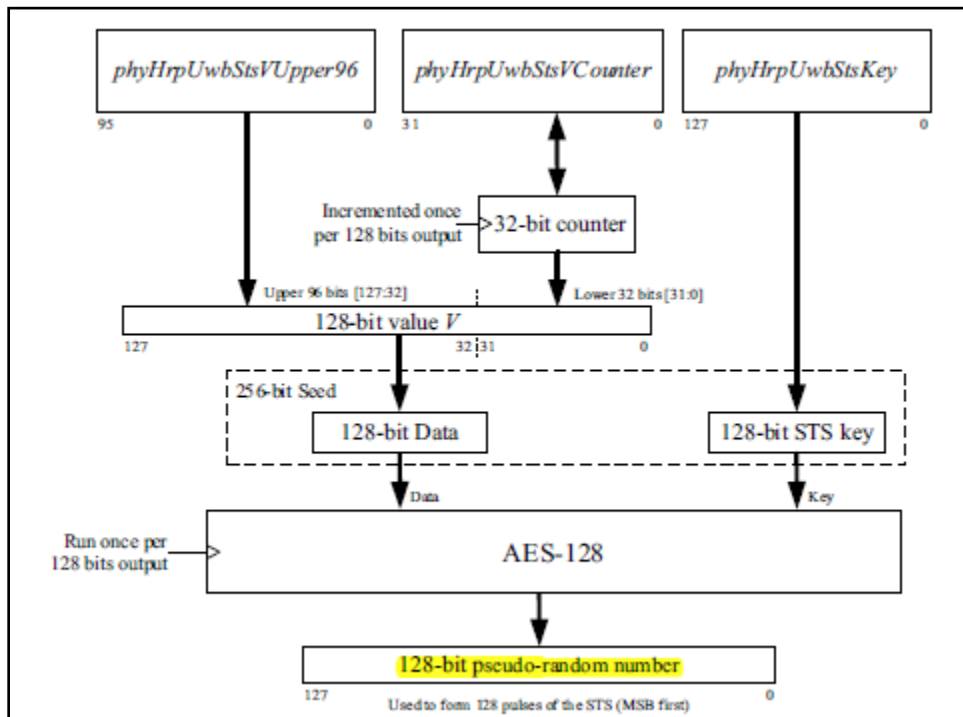 phyHrpUwbStsVUpper96
phyHrpUwbStsVCounter
phyHrpUwbStsKey
95 0
31 0
127 0
Incremented once
per 128 bits output
32-bit counter
Upper 96 bits [127:32]
Lower 32 bits [31:0]
128-bit value V
127 32 31 0
256-bit Seed
128-bit Data
128-bit STS key
Data
Key
Run once per
128 bits output
AES-128
128-bit pseudo-random number
127 0
Used to form 128 pulses of the STS (MSB first)